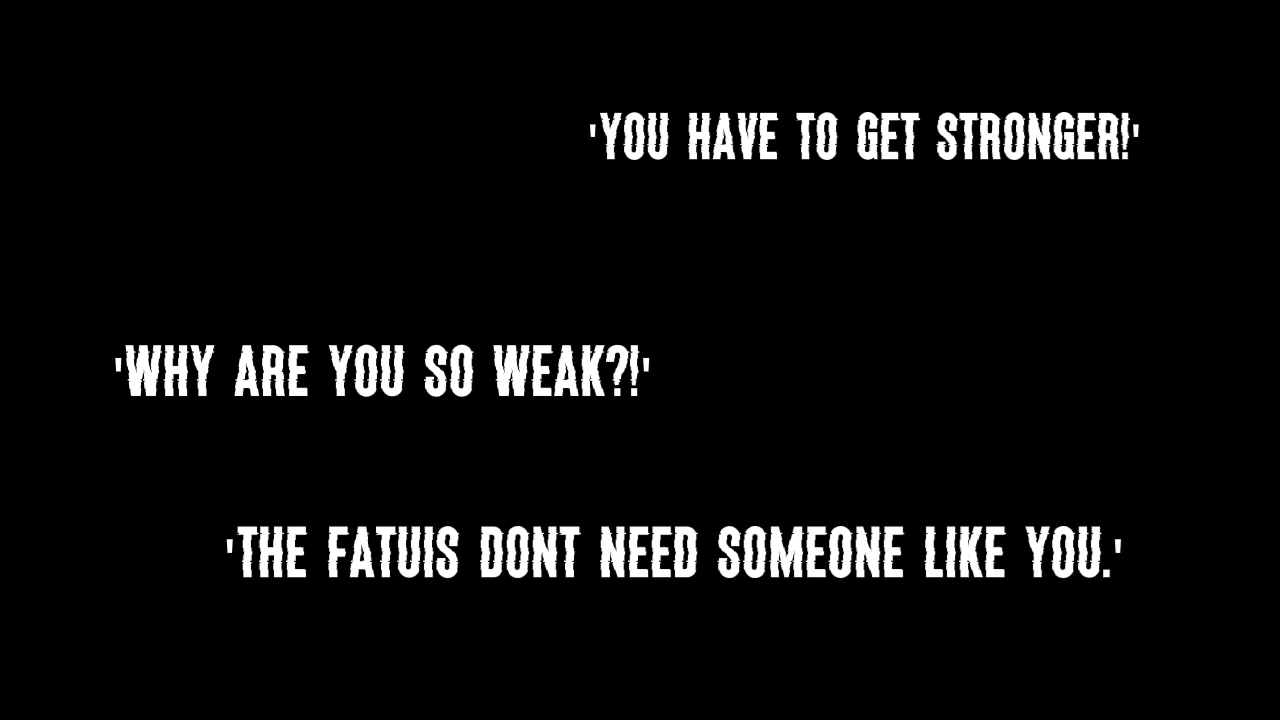 'YOU HAVE TO GET STRONGER!'
'WHY ARE YOU SO WEAK?!'
'THE FATUIS DONT NEED SOMEONE LIKE YOU.'